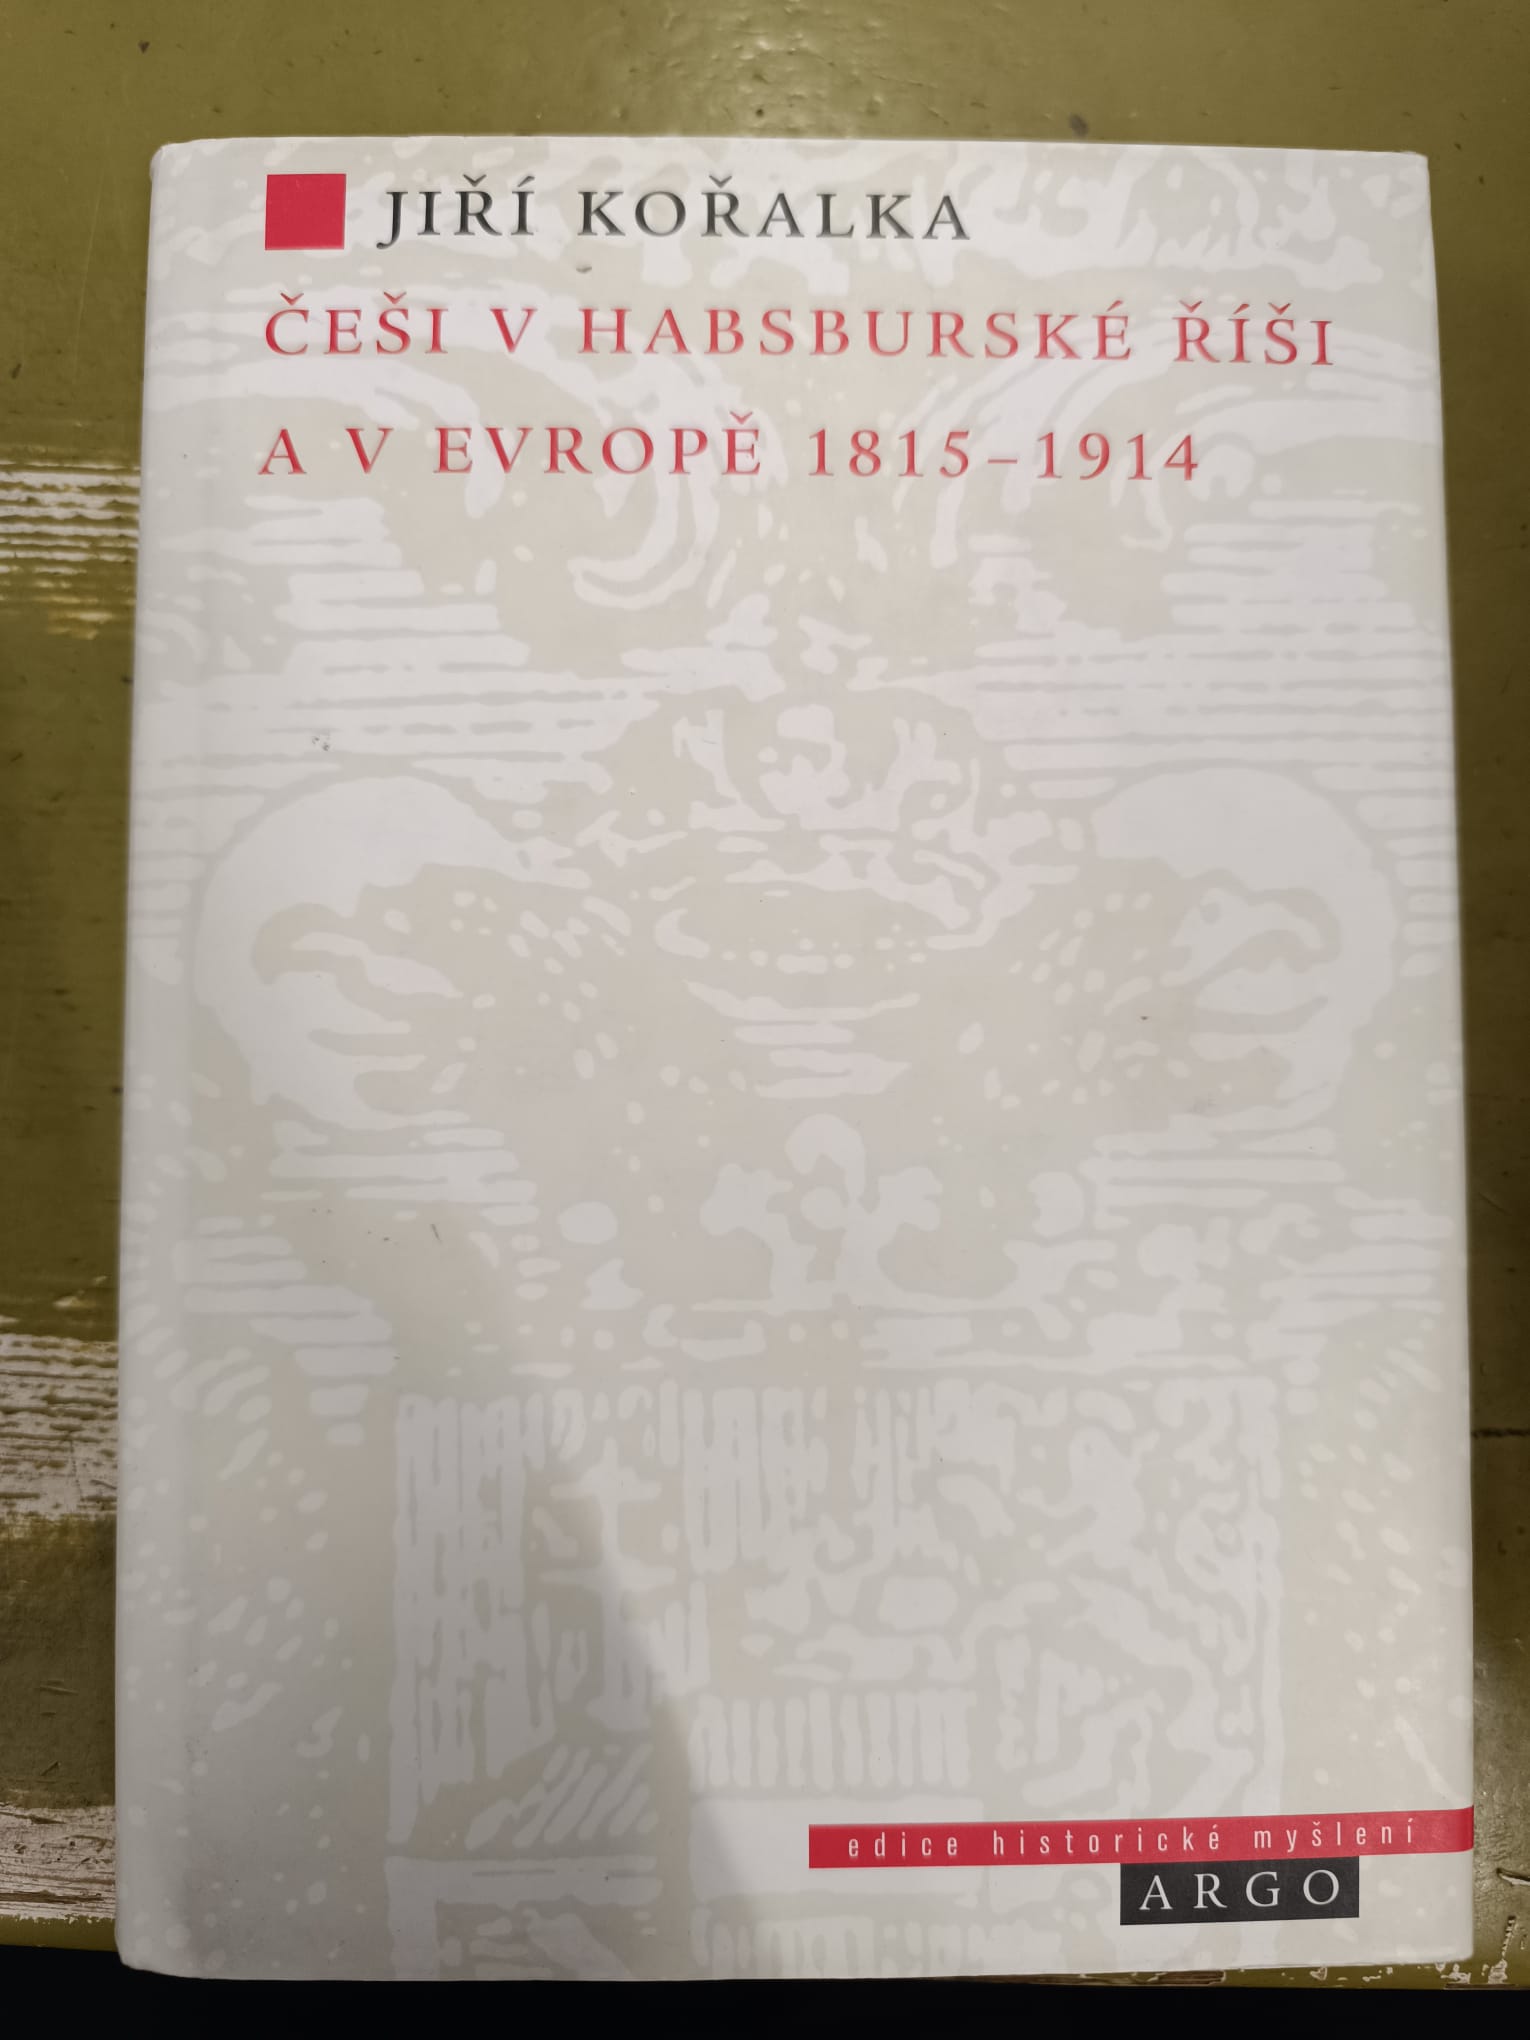 JIŘÍ KOŘALKA
ČEŠI V HABSBURSKÉ ŘÍŠI
A V EVROPĚ 1815–1914
edice historické myšlení
ARGO